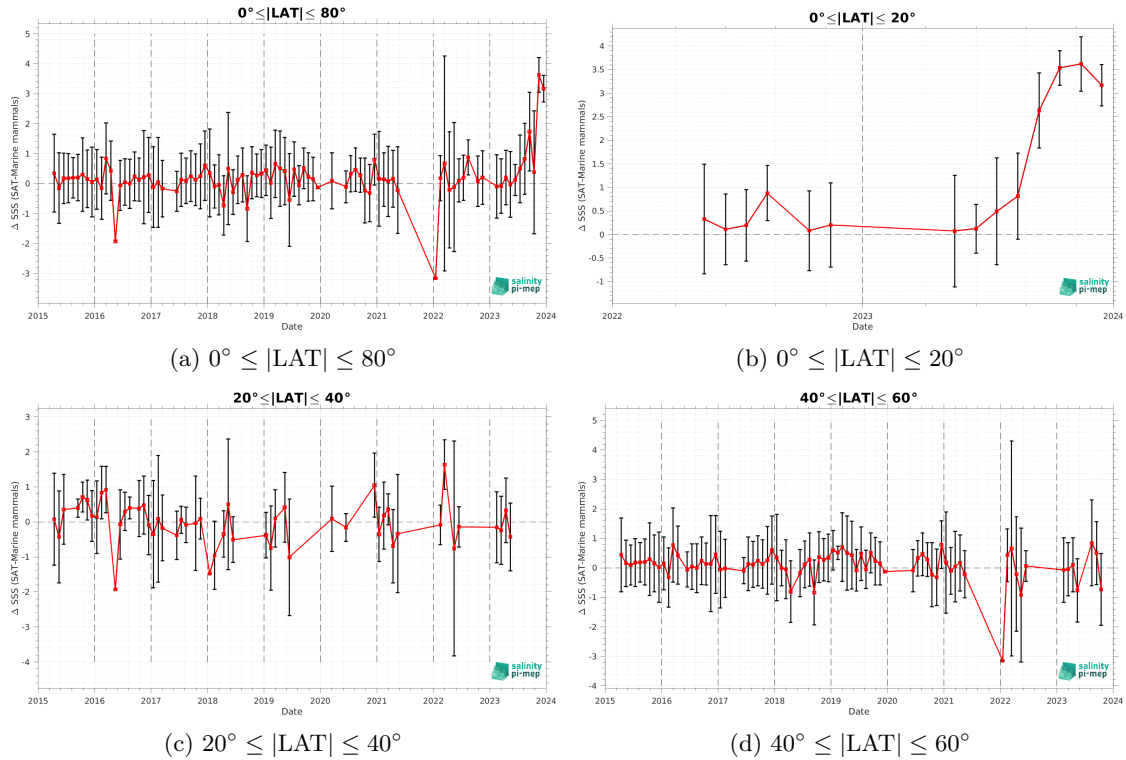 0°≤|LAT|≤ 80°
Δ SSS (SAT-Marine mammals)
5
4
3
2
1
0
-1
-2
-3
2015 2016 2017 2018 2019 2020 2021 2022 2023 2024
Date
salinity
pi-mep
(a) 0° ≤ |LAT| ≤ 80°
0°≤|LAT|≤ 20°
Δ SSS (SAT-Marine mammals)
4
3.5
3
2.5
2
1.5
1
0.5
0
-0.5
-1
2022 2023 2024
Date
salinity
pi-mep
(b) 0° ≤ |LAT| ≤ 20°
20°≤|LAT|≤ 40°
Δ SSS (SAT-Marine mammals)
3
2
1
0
-1
-2
-3
-4
2015 2016 2017 2018 2019 2020 2021 2022 2023 2024
Date
salinity
pi-mep
(c) 20° ≤ |LAT| ≤ 40°
40°≤|LAT|≤ 60°
Δ SSS (SAT-Marine mammals)
5
4
3
2
1
0
-1
-2
-3
-4
2015 2016 2017 2018 2019 2020 2021 2022 2023 2024
Date
salinity
pi-mep
(d) 40° ≤ |LAT| ≤ 60°